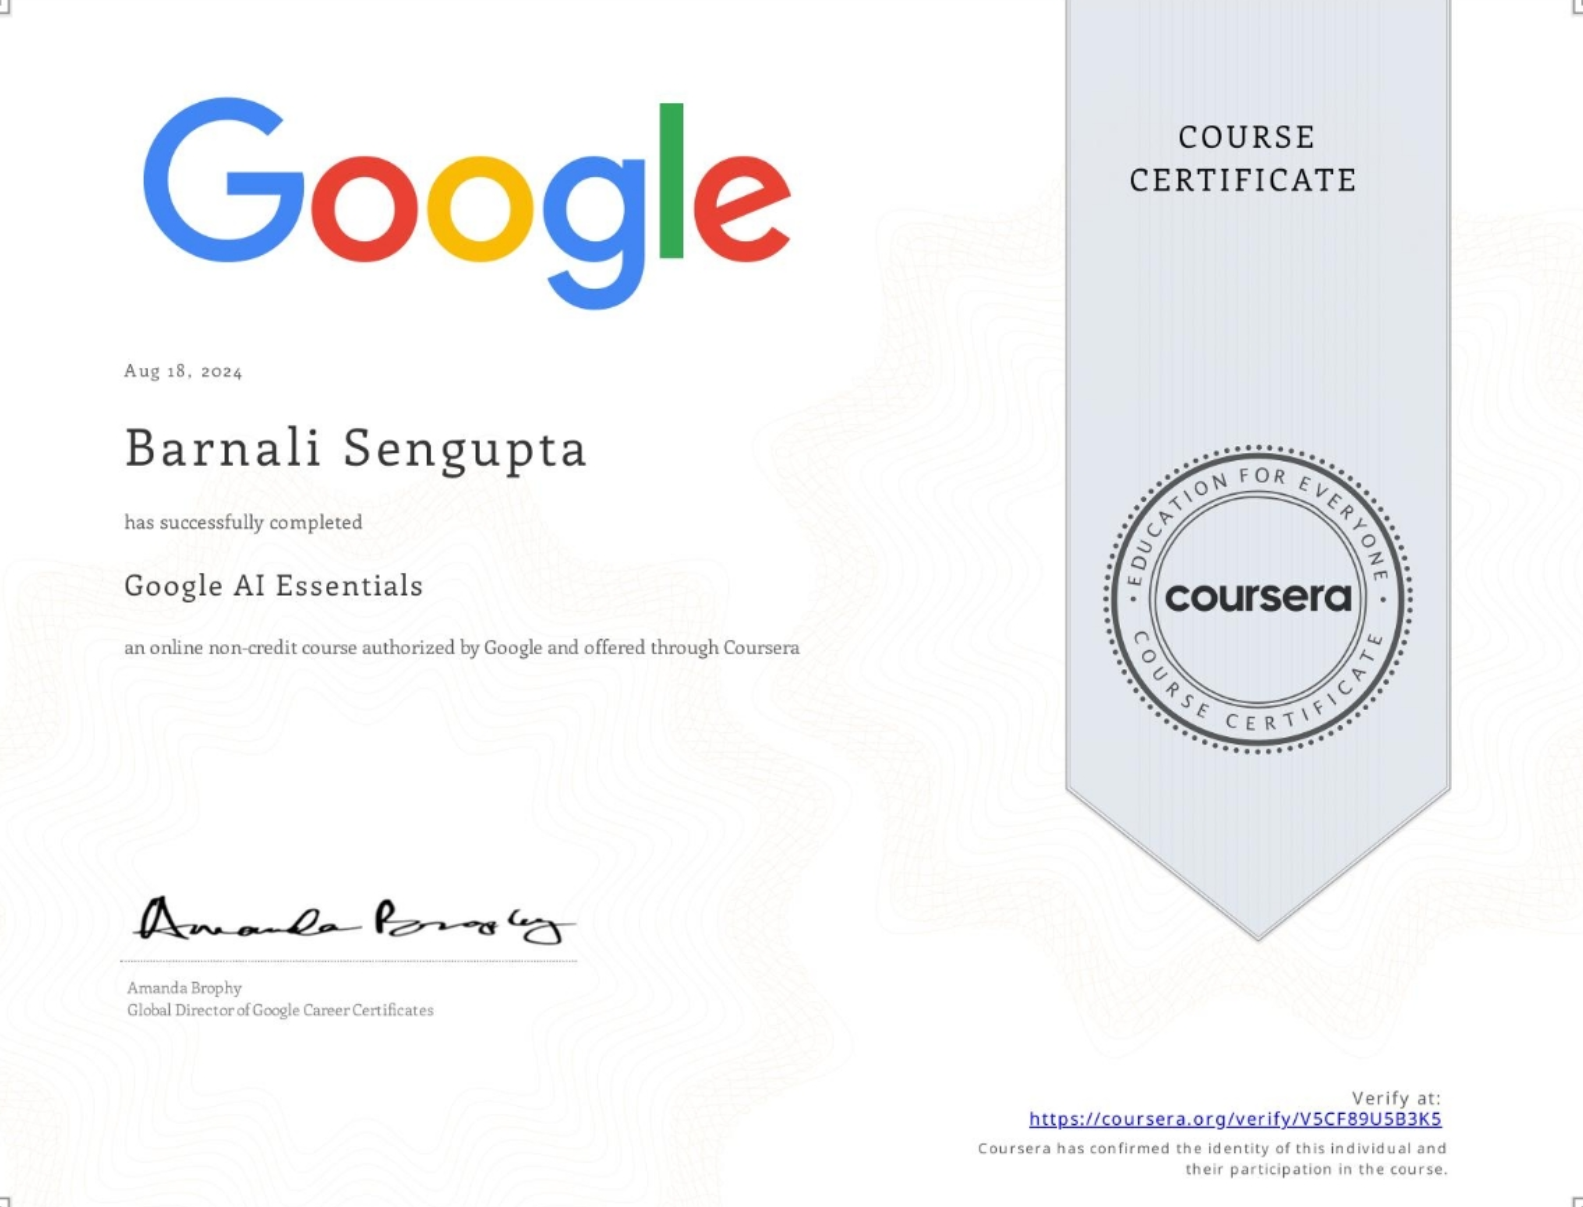 Google
Aug 18, 2024
Barnali Sengupta
has successfully completed
Google AI Essentials
an online non-credit course authorized by Google and offered through Coursera
Amanda Brophy
Amanda Brophy
Global Director of Google Career Certificates
COURSE
CERTIFICATE
EDUCATION FOR EVERYONE
coursera
COURSE CERTIFICATE
Verify at:
https://coursera.org/verify/V5CF89U5B3K5
Coursera has confirmed the identity of this individual and
their participation in the course.